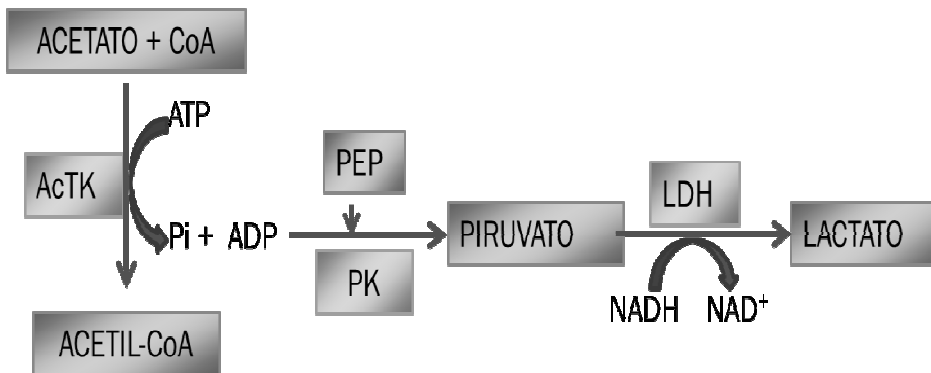 ACETATO + CoA
ATP
AcTK
PEP
LDH
Pi + ADP
PIRUVATO
LACTATO
PK
NADH NAD⁺
ACETIL-CoA